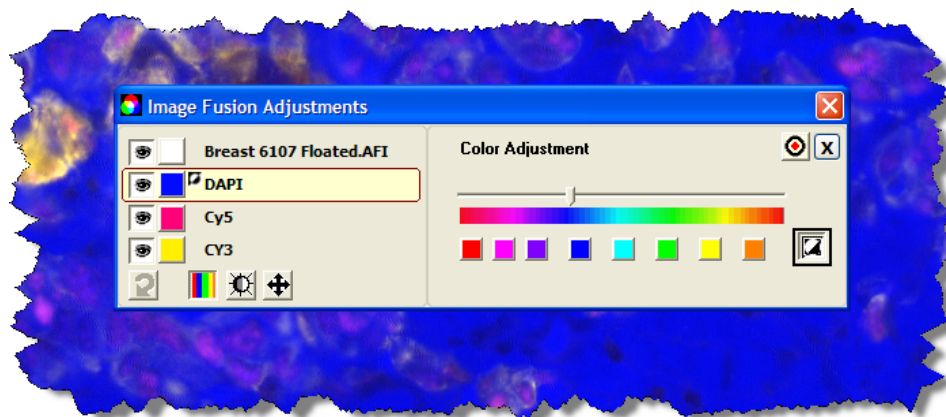 Image Fusion Adjustments
Breast 6107 Floated.AFI
DAPI
Cy5
CY3
Color Adjustment
X